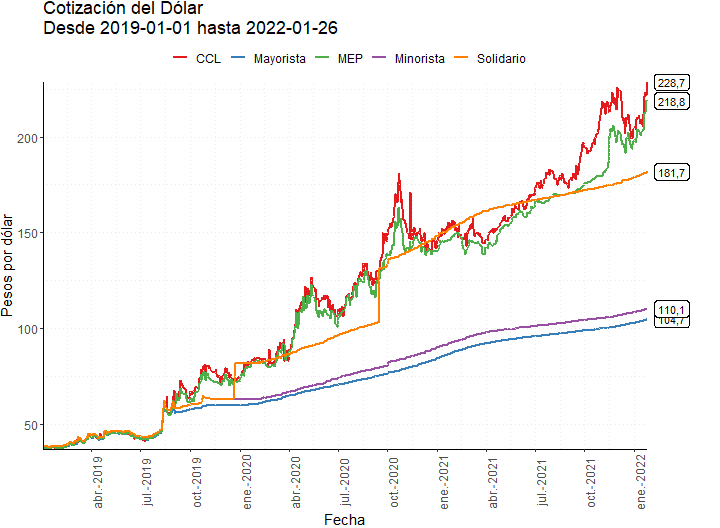 Cotización del Dólar
Desde 2019-01-01 hasta 2022-01-26
CCL Mayorista MEP Minorista Solidario
Pesos por dólar
200
150
100
50
228,7
218,8
181,7
110,1
104,7
abr.-2019
jul.-2019
oct.-2019
ene.-2020
abr.-2020
jul.-2020
oct.-2020
ene.-2021
abr.-2021
jul.-2021
oct.-2021
ene.-2022
Fecha